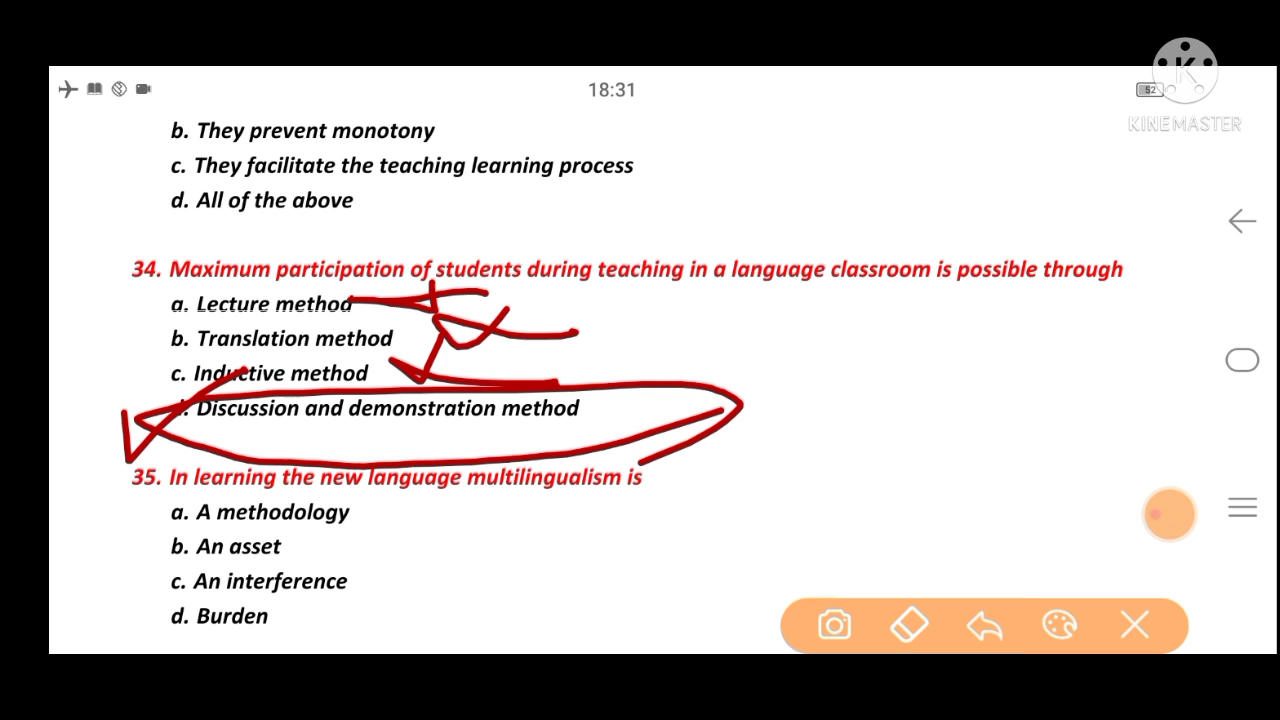 18:31
52
KINEMASTER
b. They prevent monotony
c. They facilitate the teaching learning process
d. All of the above
34. Maximum participation of students during teaching in a language classroom is possible through
a. Lecture method
b. Translation method
c. Inductive method
d. Discussion and demonstration method
35. In learning the new language multilingualism is
a. A methodology
b. An asset
c. An interference
d. Burden